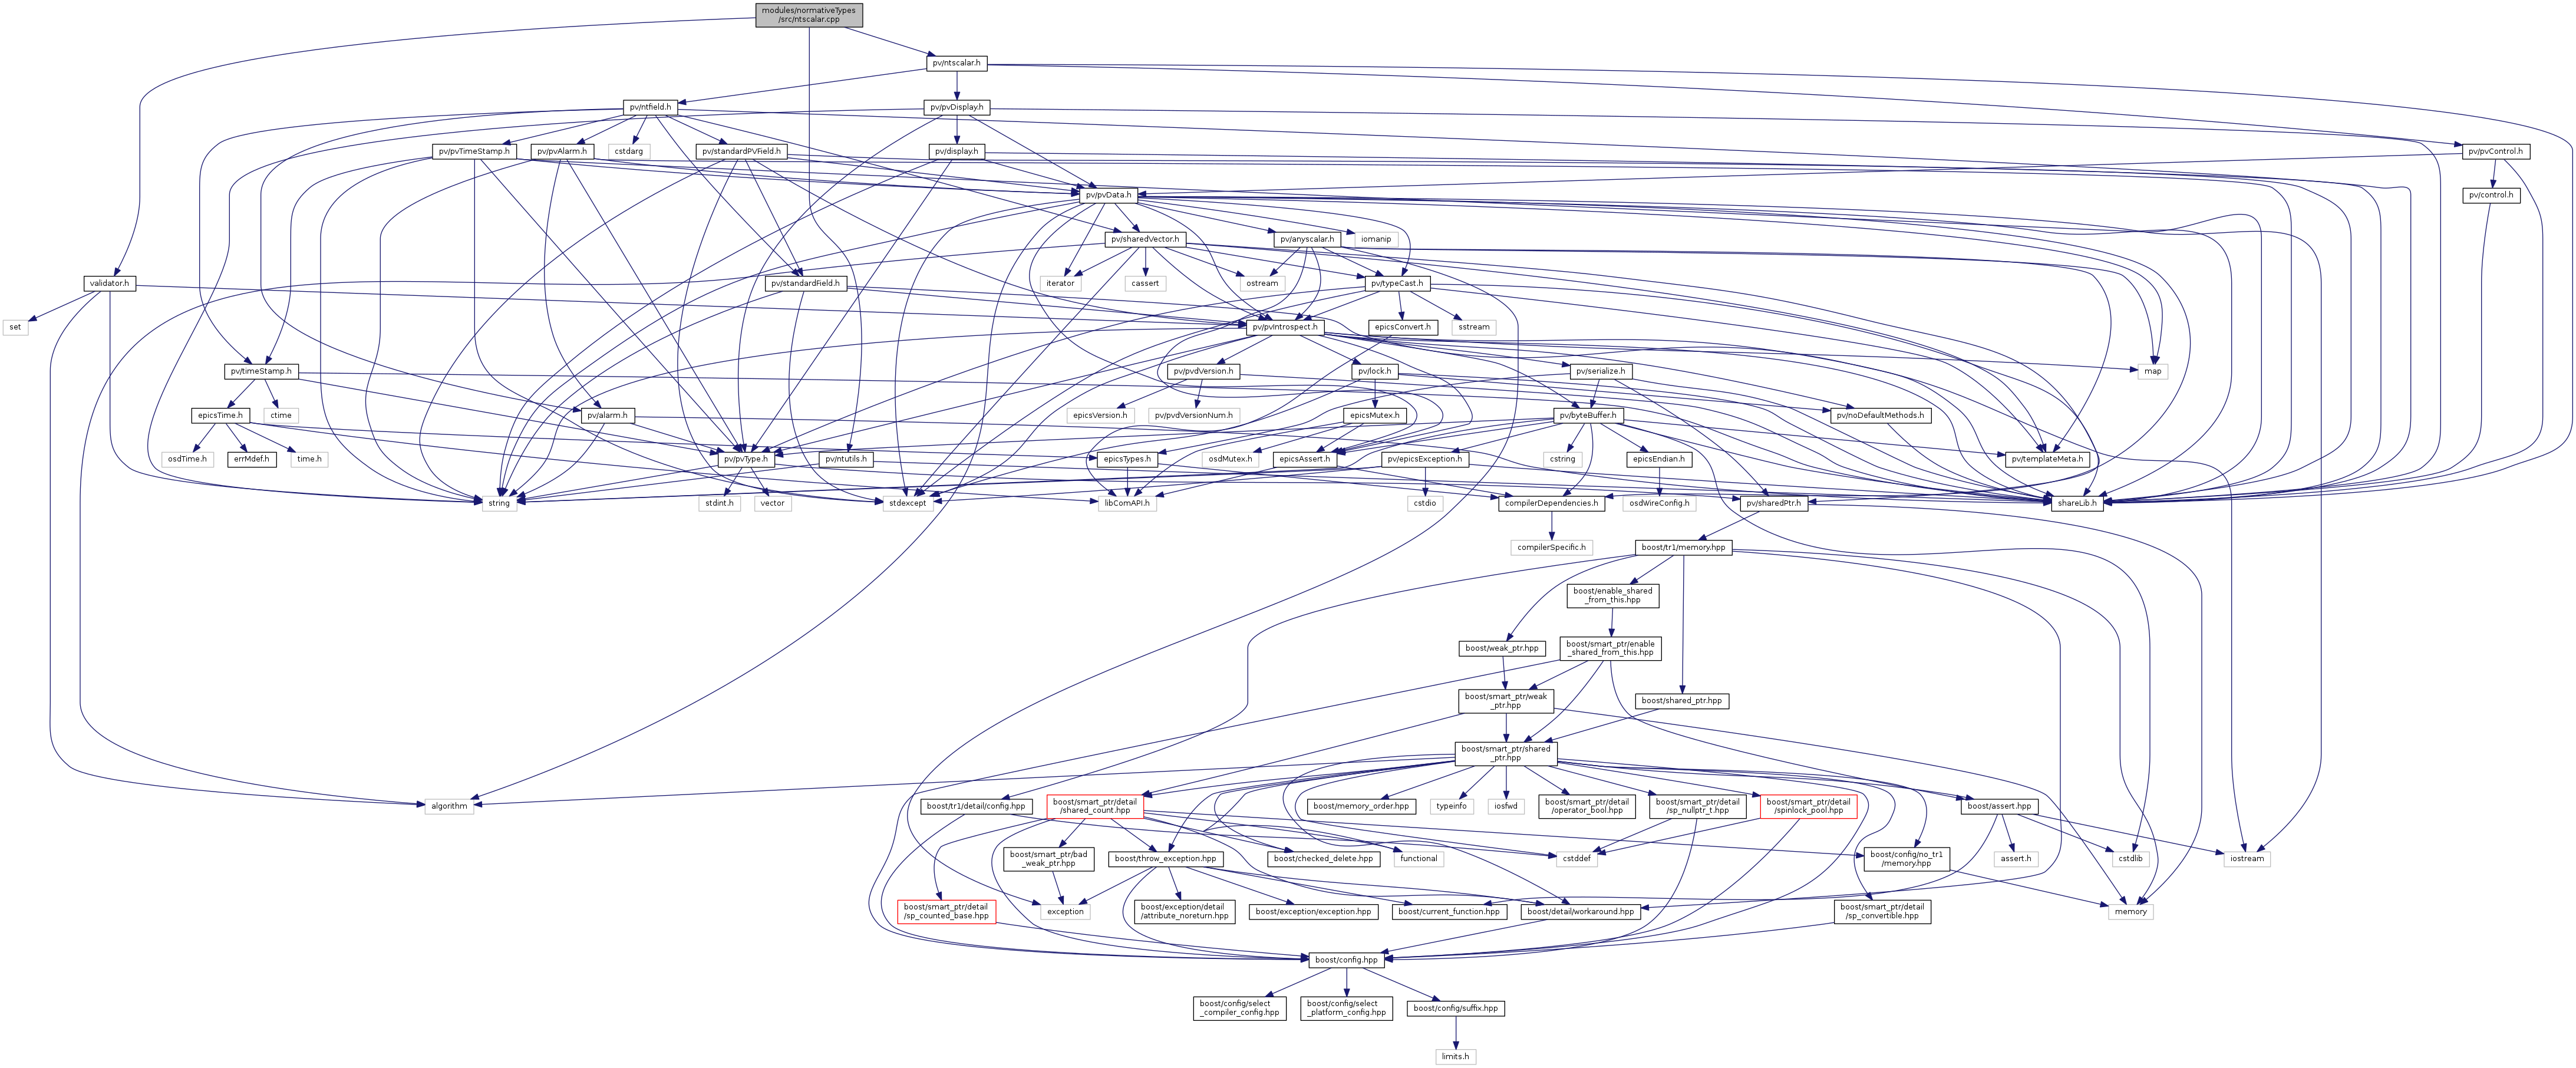 modules/normativeTypes
/src/ntscalar.cpp
pv/ntscalar.h
pv/ntfield.h
pv/pvDisplay.h
pv/pvTimeStamp.h
pv/pvAlarm.h
cstdarg
pv/standardPVField.h
pv/display.h
pv/pvControl.h
pv/pvData.h
pv/control.h
pv/sharedVector.h
pv/anyscalar.h
iomanip
validator.h
pv/standardField.h
iterator
cassert
ostream
pv/typeCast.h
set
pv/pvIntrospect.h
epicsConvert.h
sstream
pv/timeStamp.h
pv/pvdVersion.h
pv/lock.h
pv/serialize.h
map
epicsTime.h
ctime
pv/alarm.h
epicsVersion.h
pv/pvdVersionNum.h
epicsMutex.h
pv/byteBuffer.h
pv/noDefaultMethods.h
osdTime.h
errMdef.h
time.h
pv/pvType.h
pv/ntutils.h
epicsTypes.h
osdMutex.h
epicsAssert.h
pv/epicsException.h
cstring
epicsEndian.h
pv/templateMeta.h
string
stdint.h
vector
stdexcept
libComAPI.h
cstdio
compilerDependencies.h
osdWireConfig.h
pv/sharedPtr.h
shareLib.h
compilerSpecific.h
boost/tr1/memory.hpp
boost/enable_shared
_from_this.hpp
boost/weak_ptr.hpp
boost/smart_ptr/enable
_shared_from_this.hpp
boost/smart_ptr/weak
_ptr.hpp
boost/shared_ptr.hpp
boost/smart_ptr/shared
_ptr.hpp
algorithm
boost/tr1/detail/config.hpp
boost/smart_ptr/detail
/shared_count.hpp
boost/memory_order.hpp
typeinfo
iosfwd
boost/smart_ptr/detail
/operator_bool.hpp
boost/smart_ptr/detail
/sp_nullptr_t.hpp
boost/smart_ptr/detail
/spinlock_pool.hpp
boost/assert.hpp
boost/smart_ptr/bad
_weak_ptr.hpp
boost/throw_exception.hpp
boost/checked_delete.hpp
functional
cstddef
boost/config/no_tr1
/memory.hpp
assert.h
cstdlib
iostream
boost/smart_ptr/detail
/sp_counted_base.hpp
exception
boost/exception/detail
/attribute_noreturn.hpp
boost/exception/exception.hpp
boost/current_function.hpp
boost/detail/workaround.hpp
boost/smart_ptr/detail
/sp_convertible.hpp
memory
boost/config.hpp
boost/config/select
_compiler_config.hpp
boost/config/select
_platform_config.hpp
boost/config/suffix.hpp
limits.h